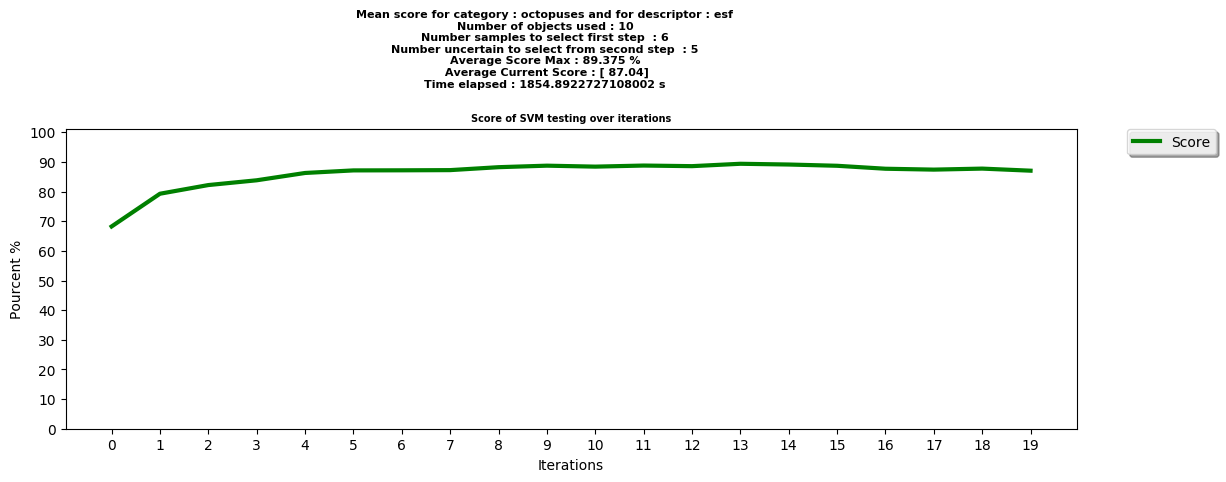 Mean score for category : octopuses and for descriptor : esf
Number of objects used : 10
Number samples to select first step  : 6
Number uncertain to select from second step  : 5
Average Score Max : 89.375 %
Average Current Score : [ 87.04]
Time elapsed : 1854.8922727108002 s
Score of SVM testing over iterations
Score
Pourcent %
100
90
80
70
60
50
40
30
20
10
0
0 1 2 3 4 5 6 7 8 9 10 11 12 13 14 15 16 17 18 19
Iterations